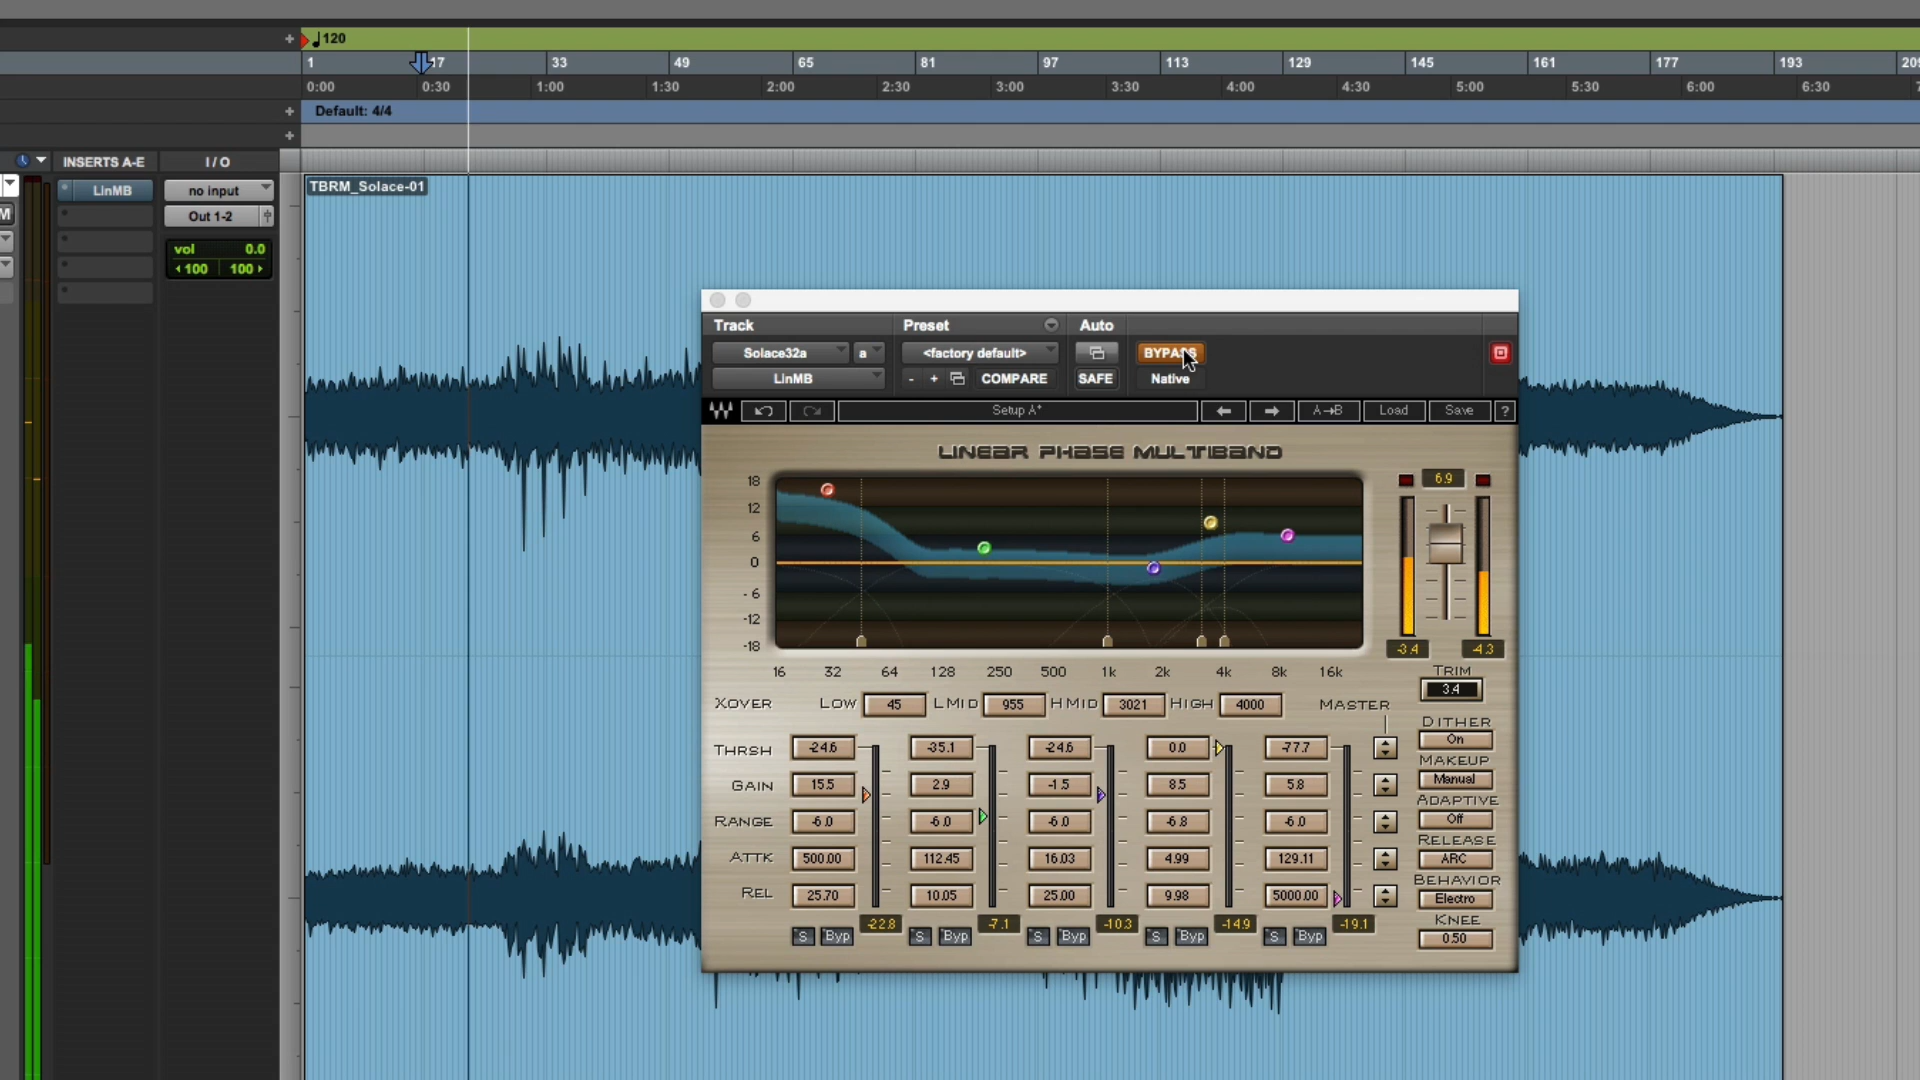 + ♩120
1 17 33 49 65 81 97 113 129 145 161 177 193 209
0:00 0:30 1:00 1:30 2:00 2:30 3:00 3:30 4:00 4:30 5:00 5:30 6:00 6:30
+ Default: 4/4
+
INSERTS A-E I / O
TBRM_Solace-01
LinMB no input
M Out 1-2
vol 0.0
100 100
Track Preset Auto
Solace32a a <factory default> BYPASS
LinMB - + COMPARE SAFE Native
Setup A* A→B Load Save ?
LINEAR PHASE MULTIBAND
18 6.9
12
6
0
-6
-12
-18 -3.4 -4.3
16 32 64 128 250 500 1k 2k 4k 8k 16k TRIM
3.4
XOVER LOW 45 LMID 955 HMID 3021 HIGH 4000 MASTER
DITHER
On
THRSH -24.6 -35.1 -24.6 0.0 -77.7
MAKEUP
Manual
GAIN 15.5 2.9 -1.5 8.5 5.8
ADAPTIVE
Off
RANGE -6.0 -6.0 -6.0 -6.8 -6.0
RELEASE
ARC
ATTK 500.00 112.45 16.03 4.99 129.11
BEHAVIOR
Electro
REL 25.70 10.05 25.00 9.98 5000.00
KNEE
0.50
-22.8 -7.1 -10.3 -14.9 -19.1
S Byp S Byp S Byp S Byp S Byp